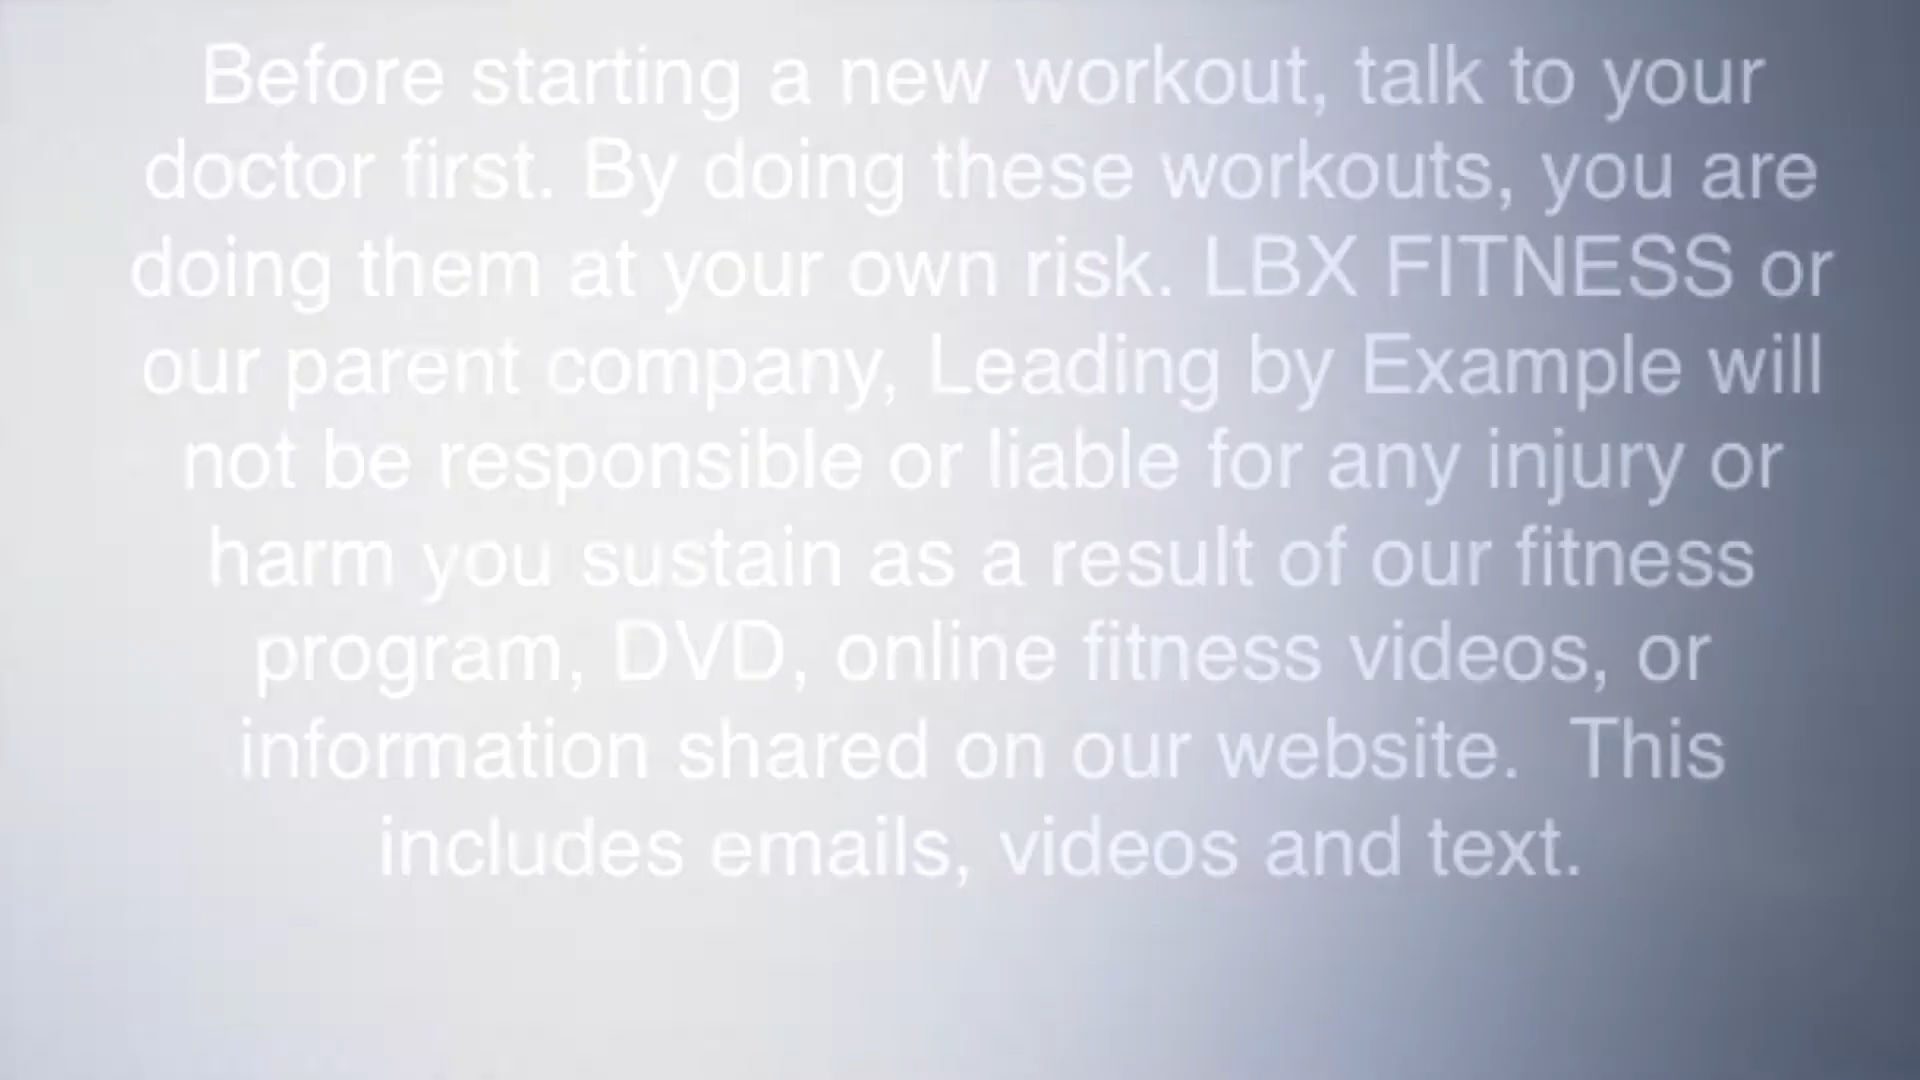 Before starting a new workout, talk to your
doctor first. By doing these workouts, you are
doing them at your own risk. LBX FITNESS or
our parent company, Leading by Example will
not be responsible or liable for any injury or
harm you sustain as a result of our fitness
program, DVD, online fitness videos, or
information shared on our website.  This
includes emails, videos and text.